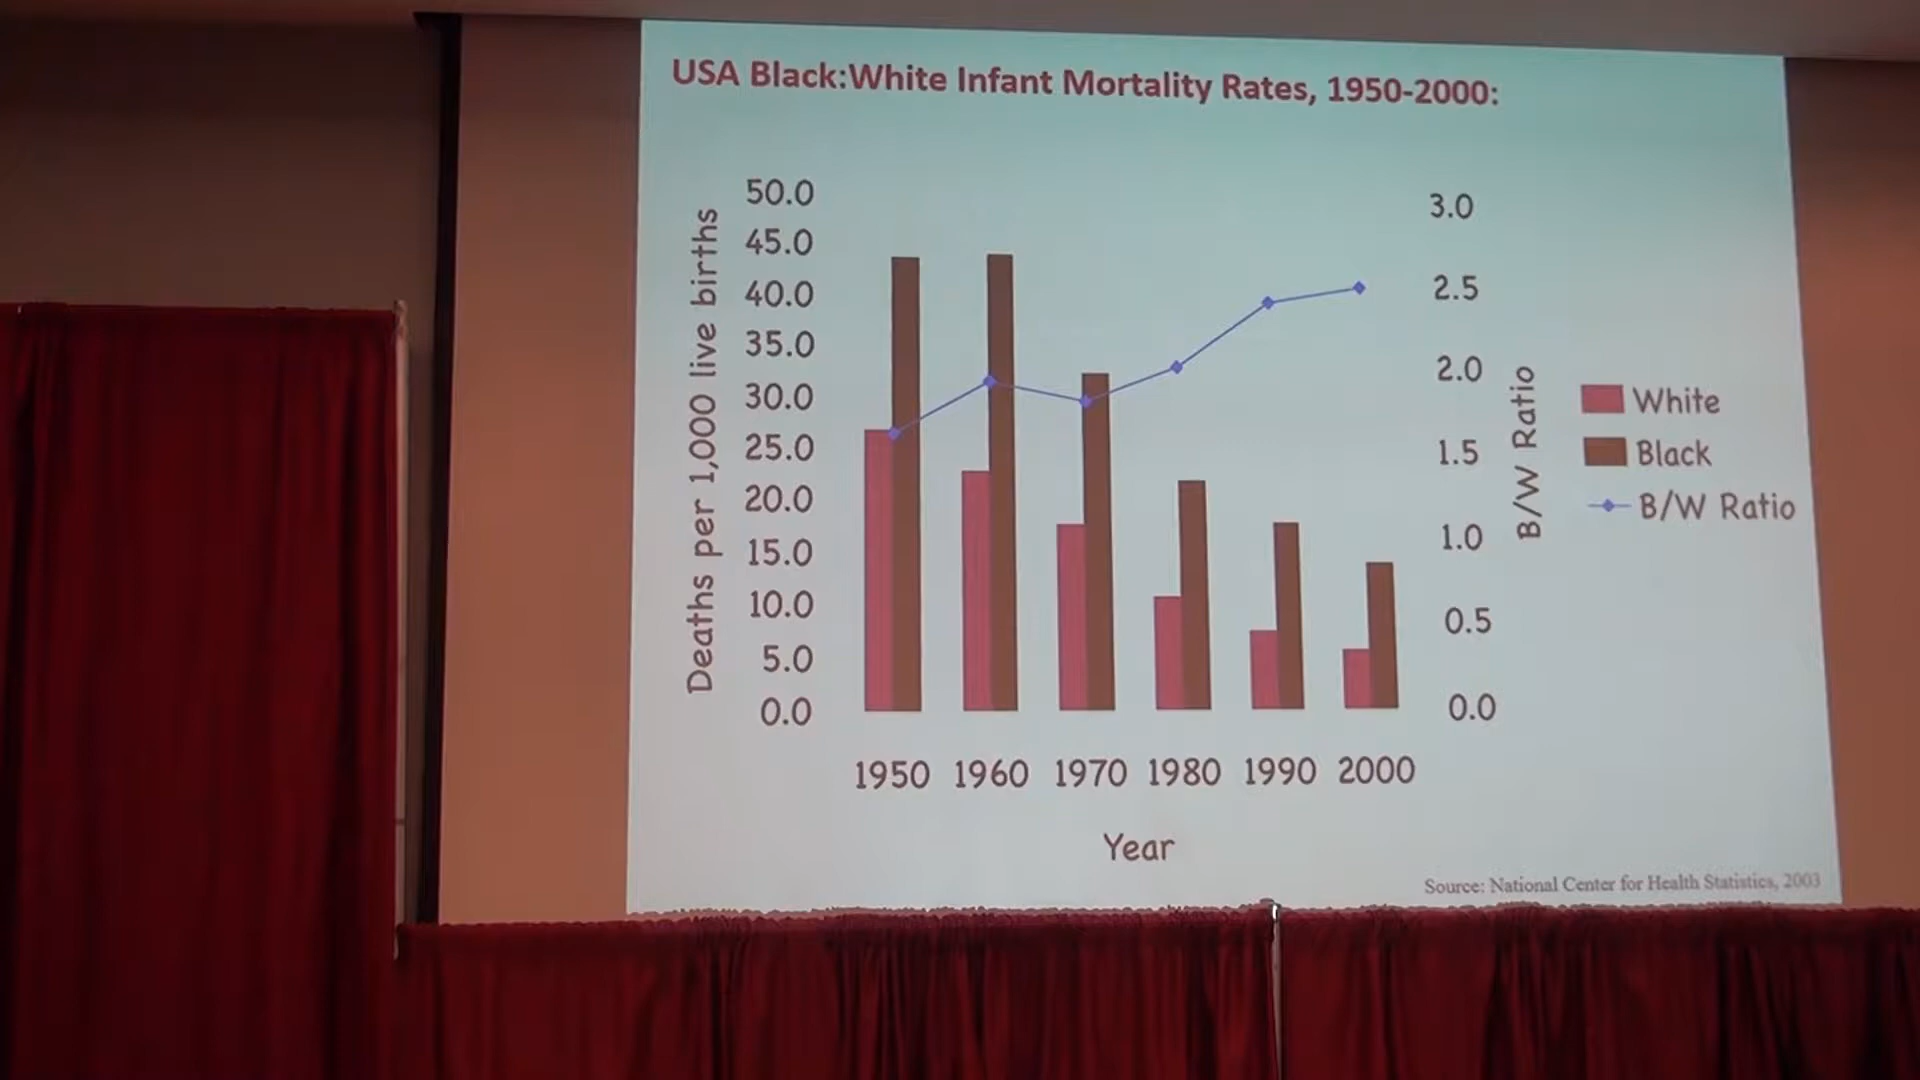 USA Black:White Infant Mortality Rates, 1950-2000:
Deaths per 1,000 live births
50.0
45.0
40.0
35.0
30.0
25.0
20.0
15.0
10.0
5.0
0.0
3.0
2.5
2.0
1.5
1.0
0.5
0.0
B/W Ratio
White
Black
B/W Ratio
1950 1960 1970 1980 1990 2000
Year
Source: National Center for Health Statistics, 2003